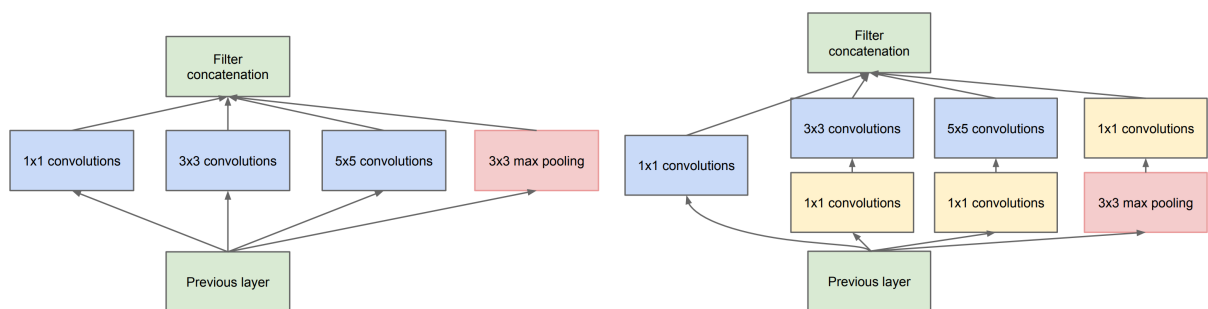 Filter
concatenation
1x1 convolutions
3x3 convolutions
5x5 convolutions
3x3 max pooling
Previous layer
Filter
concatenation
3x3 convolutions
5x5 convolutions
1x1 convolutions
1x1 convolutions
1x1 convolutions
1x1 convolutions
3x3 max pooling
Previous layer